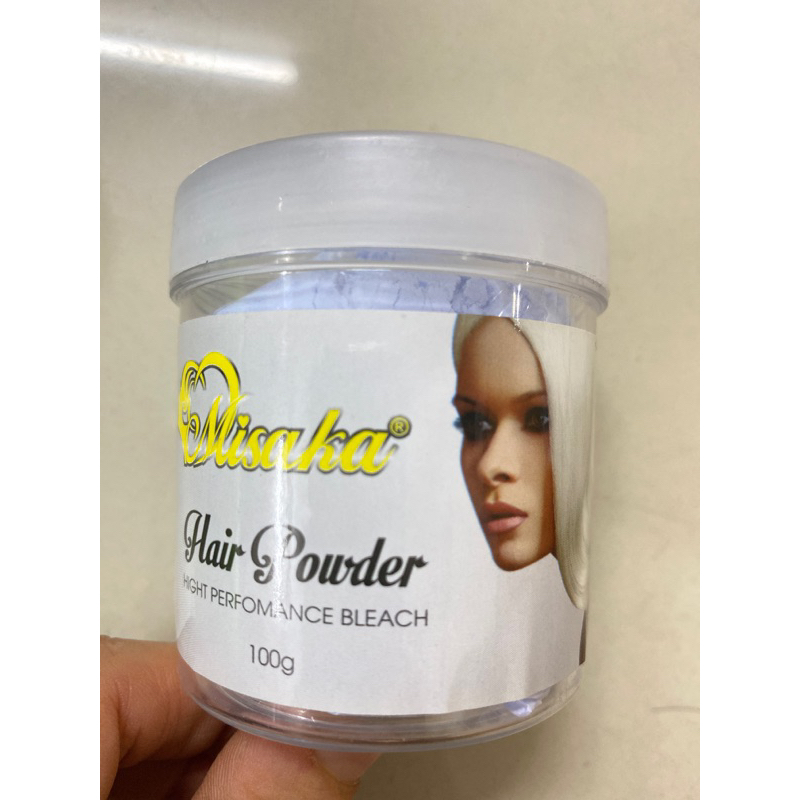 Misaka®
Hair Powder
HIGHT PERFOMANCE BLEACH
100g